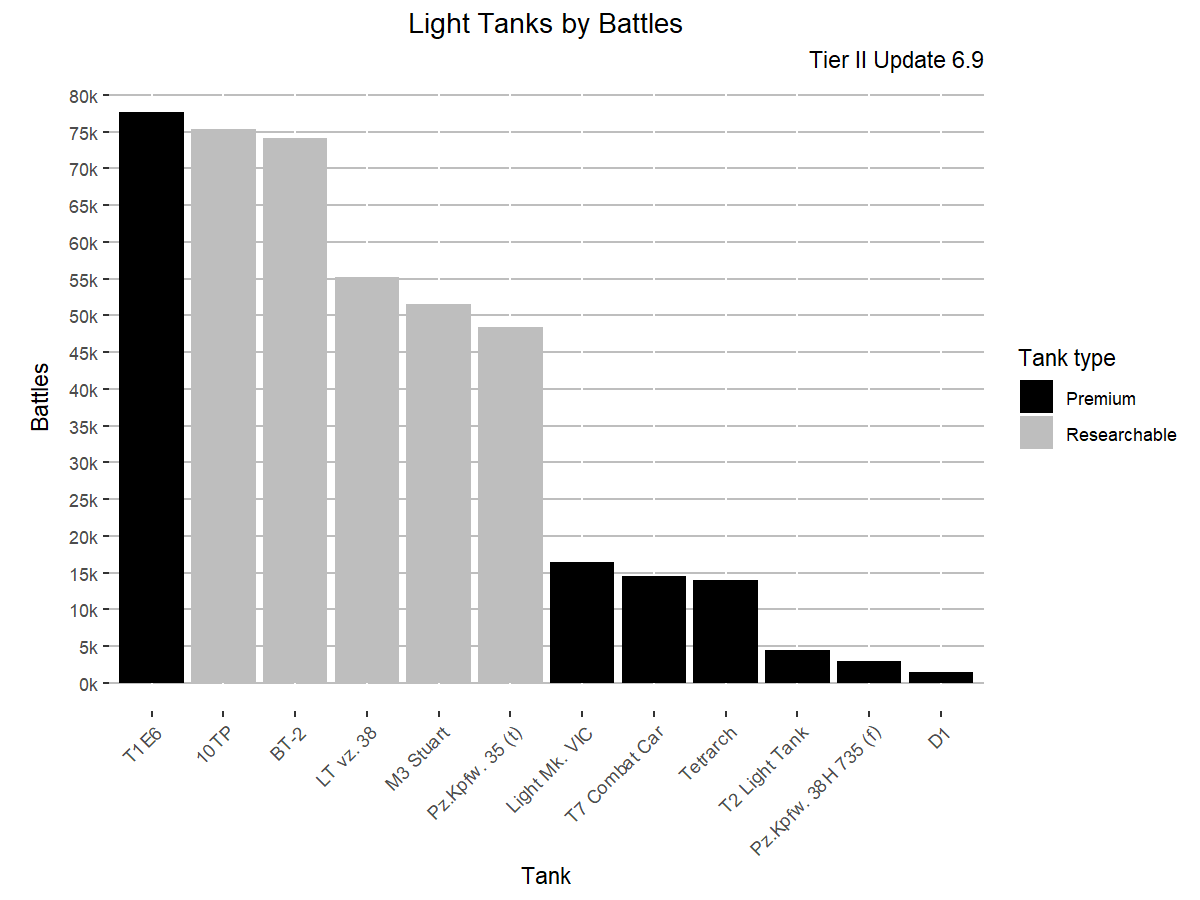 Light Tanks by Battles
Tier II Update 6.9
80k
75k
70k
65k
60k
55k
50k
45k
40k
35k
30k
25k
20k
15k
10k
5k
0k
Battles
T1E6
10TP
BT-2
LT vz. 38
M3 Stuart
Pz.Kpfw. 35 (t)
Light Mk. VIC
T7 Combat Car
Tetrarch
T2 Light Tank
Pz.Kpfw. 38H 735 (f)
D1
Tank
Tank type
Premium
Researchable